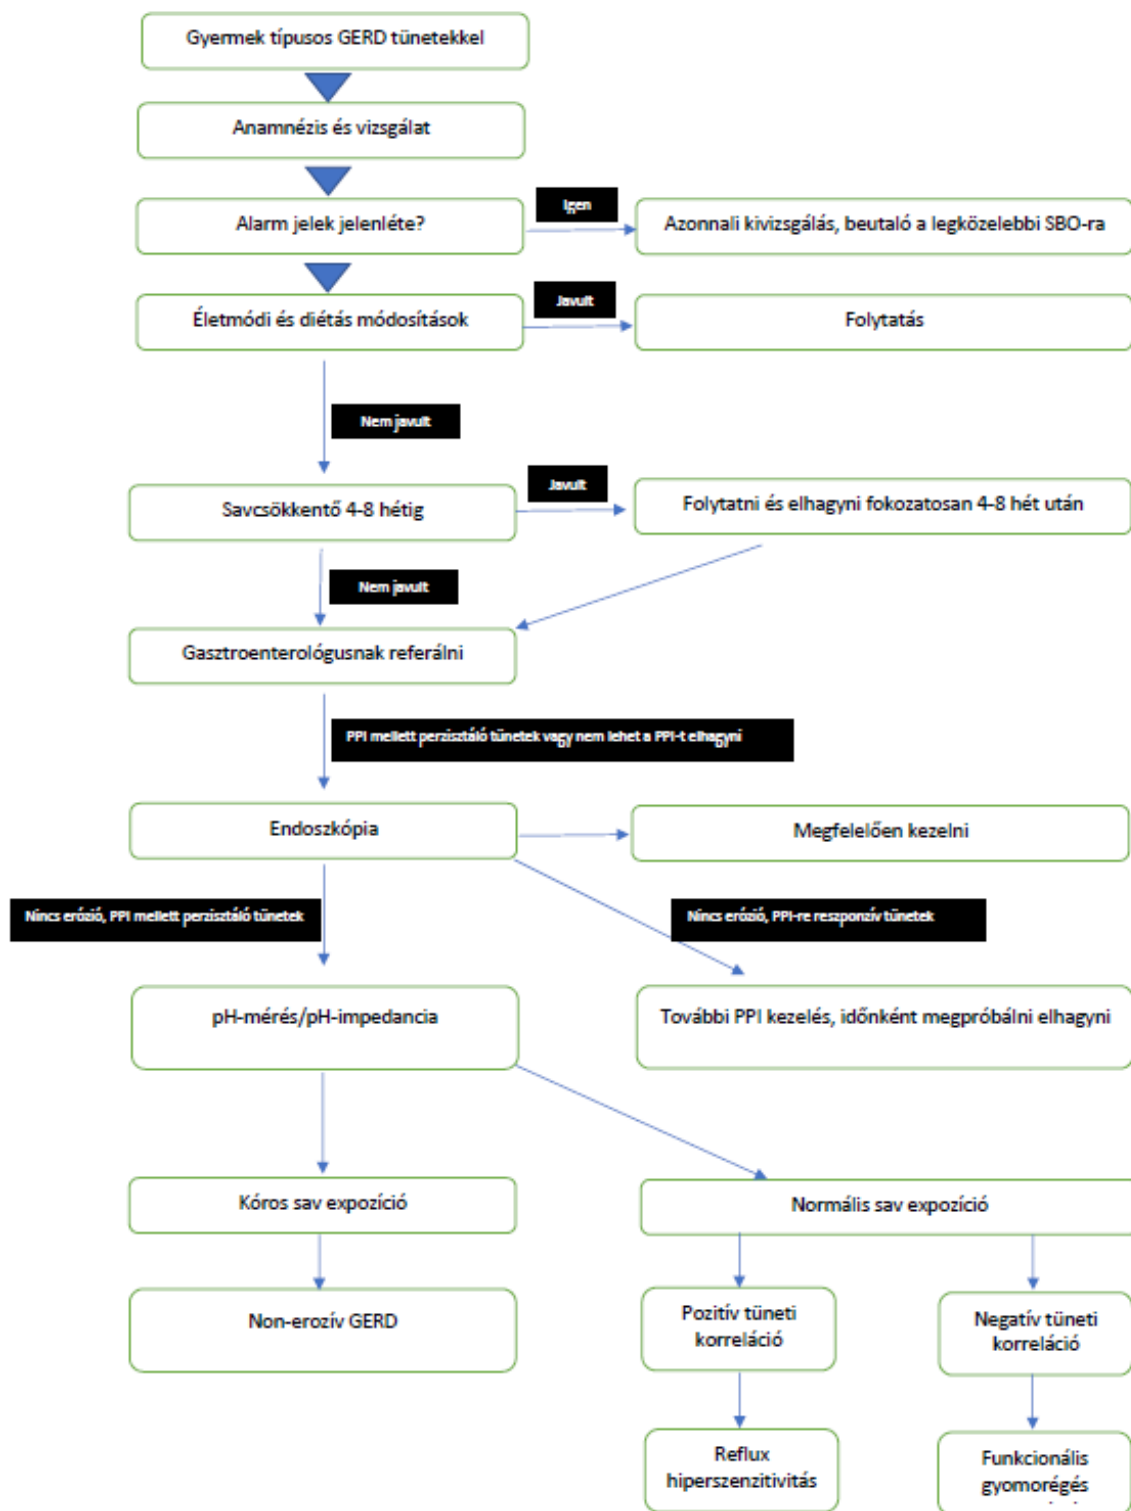 Gyermek típusos GERD tünetekkel
Anamnézis és vizsgálat
Alarm jelek jelenléte?
Igen
Azonnali kivizsgálás, beutaló a legközelebbi SBO-ra
Életmódi és diétás módosítások
Javult
Folytatás
Nem javult
Savcsökkentő 4-8 hétig
Javult
Folytatni és elhagyni fokozatosan 4-8 hét után
Nem javult
Gasztroenterológusnak referálni
PPI mellett perzisztáló tünetek vagy nem lehet a PPI-t elhagyni
Endoszkópia
Megfelelően kezelni
Nincs erózió, PPI mellett perzisztáló tünetek
Nincs erózió, PPI-re reszponzív tünetek
pH-mérés/pH-impedancia
További PPI kezelés, időnként megpróbálni elhagyni
Kóros sav expozíció
Normális sav expozíció
Non-erozív GERD
Pozitív tüneti
korreláció
Negatív tüneti
korreláció
Reflux
hiperszenzitivitás
Funkcionális
gyomorégés